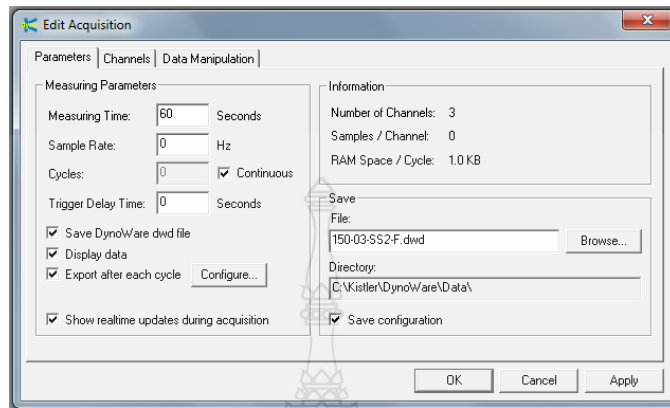 Edit Acquisition
Parameters Channels Data Manipulation
Measuring Parameters
Measuring Time: 60 Seconds
Sample Rate: 0 Hz
Cycles: 0 Continuous
Trigger Delay Time: 0 Seconds
Save DynoWare dwd file
Display data
Export after each cycle Configure...
Show realtime updates during acquisition
Information
Number of Channels: 3
Samples / Channel: 0
RAM Space / Cycle: 1.0 KB
Save
File:
150-03-SS2-F.dwd Browse...
Directory:
C:\Kistler\DynoWare\Data\
Save configuration
OK Cancel Apply